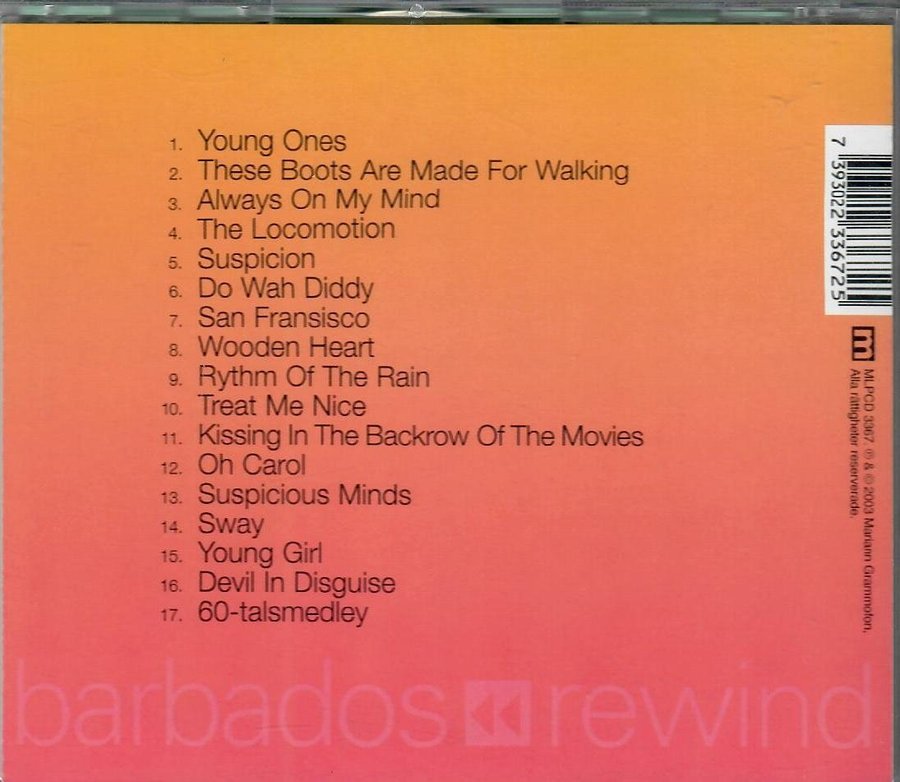 1. Young Ones
2. These Boots Are Made For Walking
3. Always On My Mind
4. The Locomotion
5. Suspicion
6. Do Wah Diddy
7. San Fransisco
8. Wooden Heart
9. Rythm Of The Rain
10. Treat Me Nice
11. Kissing In The Backrow Of The Movies
12. Oh Carol
13. Suspicious Minds
14. Sway
15. Young Girl
16. Devil In Disguise
17. 60-talsmedley
barbados rewind
7 393022 336725
m
MLPCD 3367. ℗ & © 2003 Mariann Grammofon.
Alla rättigheter reserverade.